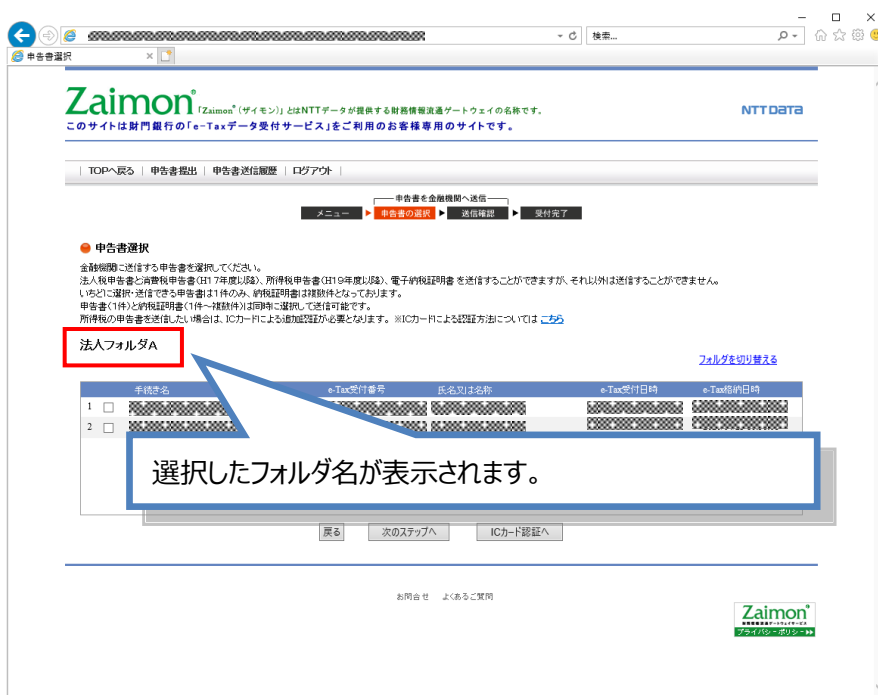 検索...
申告書選択
Zaimon®「Zaimon®(ザイモン)」とはNTTデータが提供する財務情報流通ゲートウェイの名称です。
NTT DATA
このサイトは財門銀行の「e-Taxデータ受付サービス」をご利用のお客様専用のサイトです。
| TOPへ戻る | 申告書提出 | 申告書送信履歴 | ログアウト |
申告書を金融機関へ送信
メニュー ▶ 申告書の選択 ▶ 送信確認 ▶ 受付完了
申告書選択
金融機関に送信する申告書を選択してください。
法人税申告書と消費税申告書(H17年度以降)、所得税申告書(H19年度以降)、電子納税証明書 を送信することができますが、それ以外は送信することができません。
いちどに選択・送信できる申告書は1件のみ、納税証明書は複数件となっております。
申告書(1件)と納税証明書(1件～複数件)は同時に選択して送信可能です。
所得税の申告書を送信したい場合は、ICカードによる追加認証が必要となります。 ※ICカードによる認証方法については こちら
法人フォルダA
フォルダを切り替える
手続き名 e-Tax受付番号 氏名又は名称 e-Tax受付日時 e-Tax格納日時
1
2
選択したフォルダ名が表示されます。
戻る 次のステップへ ICカード認証へ
お問合せ よくあるご質問
Zaimon®
プライバシーポリシー